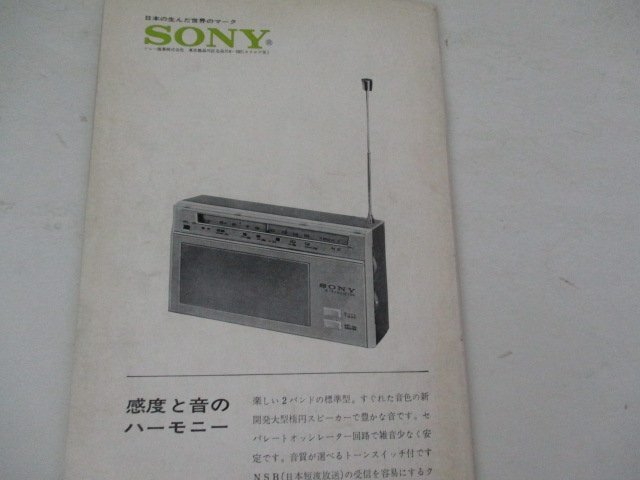 日本の生んだ世界のマーク
SONY®
SONY
感度と音の
ハーモニー
楽しい2バンドの標準型。すぐれた音色の新
開発大型楕円スピーカーで豊かな音です。セ
パレートオッシレーター回路で雑音少なく安
定です。音質が選べるトーンスイッチ付です
NSB(日本短波放送)の受信を容易にするク